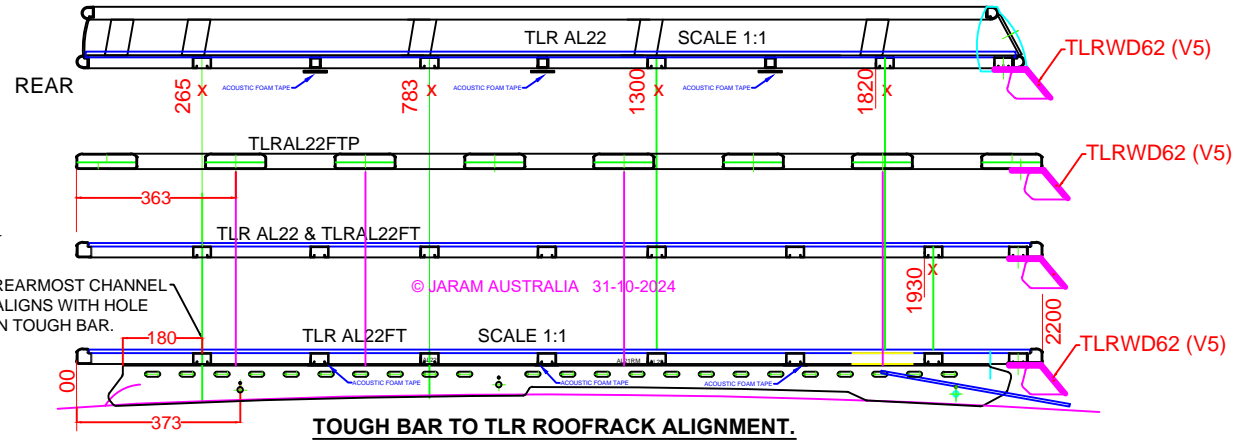 TLR AL22 SCALE 1:1
TLRWD62 (V5)
REAR
265 X
ACOUSTIC FOAM TAPE
783 X
ACOUSTIC FOAM TAPE
1300 X
ACOUSTIC FOAM TAPE
1820 X
TLRAL22FTP
TLRWD62 (V5)
363
TLR AL22 & TLRAL22FT
© JARAM AUSTRALIA 31-10-2024
1930 X
2200
REARMOST CHANNEL
ALIGNS WITH HOLE
N TOUGH BAR.
180
TLR AL22FT SCALE 1:1
TLRWD62 (V5)
00
ACOUSTIC FOAM TAPE
ACOUSTIC FOAM TAPE
ACOUSTIC FOAM TAPE
373
TOUGH BAR TO TLR ROOFRACK ALIGNMENT.